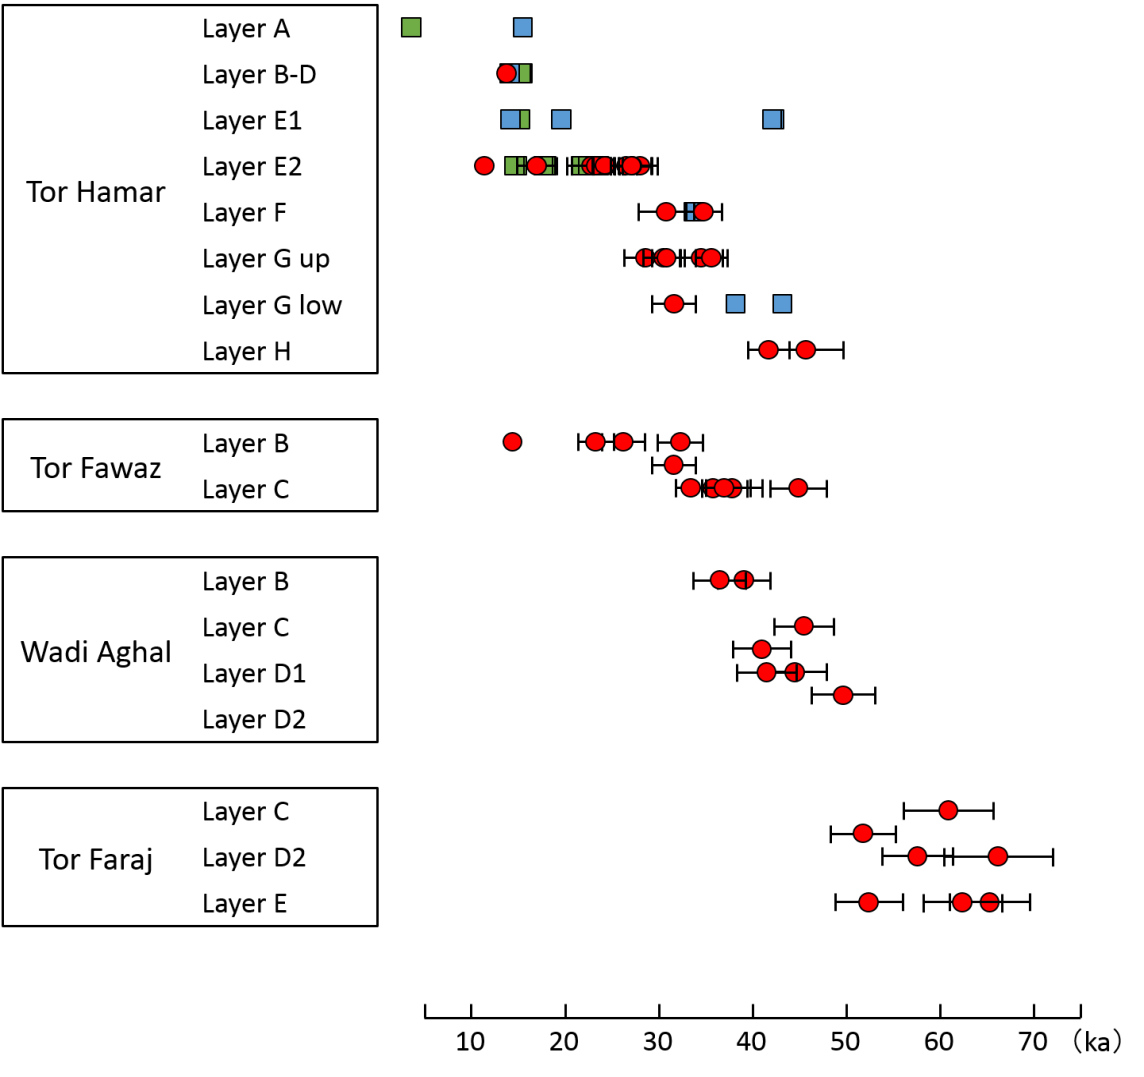 Layer A
Layer B-D
Layer E1
Layer E2
Tor Hamar
Layer F
Layer G up
Layer G low
Layer H
Layer B
Tor Fawaz
Layer C
Layer B
Layer C
Wadi Aghal
Layer D1
Layer D2
Layer C
Tor Faraj
Layer D2
Layer E
10 20 30 40 50 60 70 （ka）